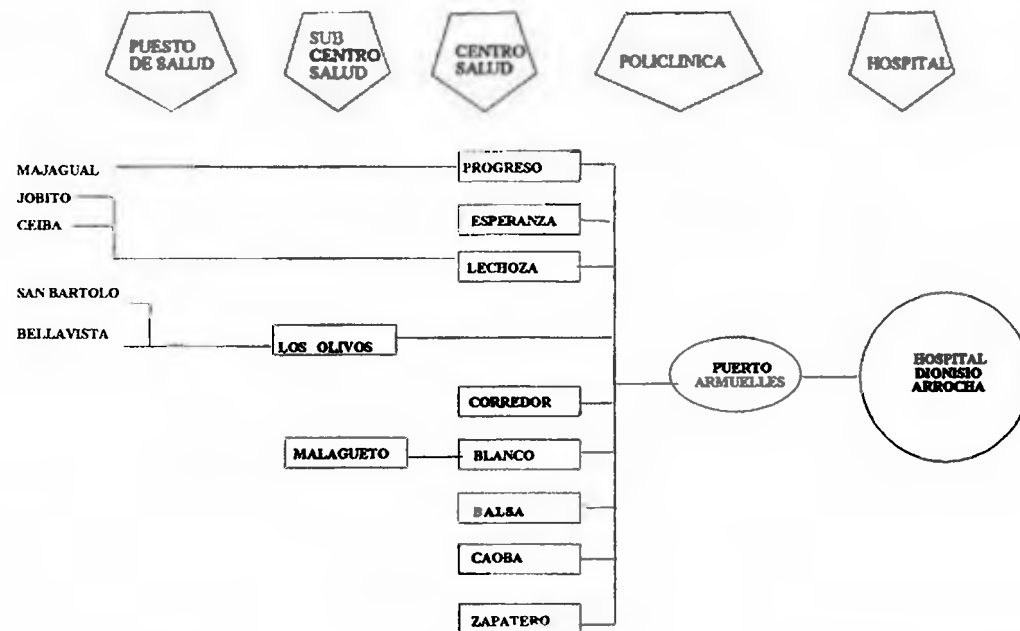 PUESTO
DE SALUD
SUB
CENTRO
SALUD
CENTRO
SALUD
POLICLINICA
HOSPITAL
MAJAGUAL
PROGRESO
JOBITO
CEIBA
ESPERANZA
LECHOZA
SAN BARTOLO
BELLAVISTA
LOS OLIVOS
PUERTO
ARMUELLES
HOSPITAL
DIONISIO
ARROCHA
CORREDOR
MALAGUETO
BLANCO
BALSA
CAOBA
ZAPATERO